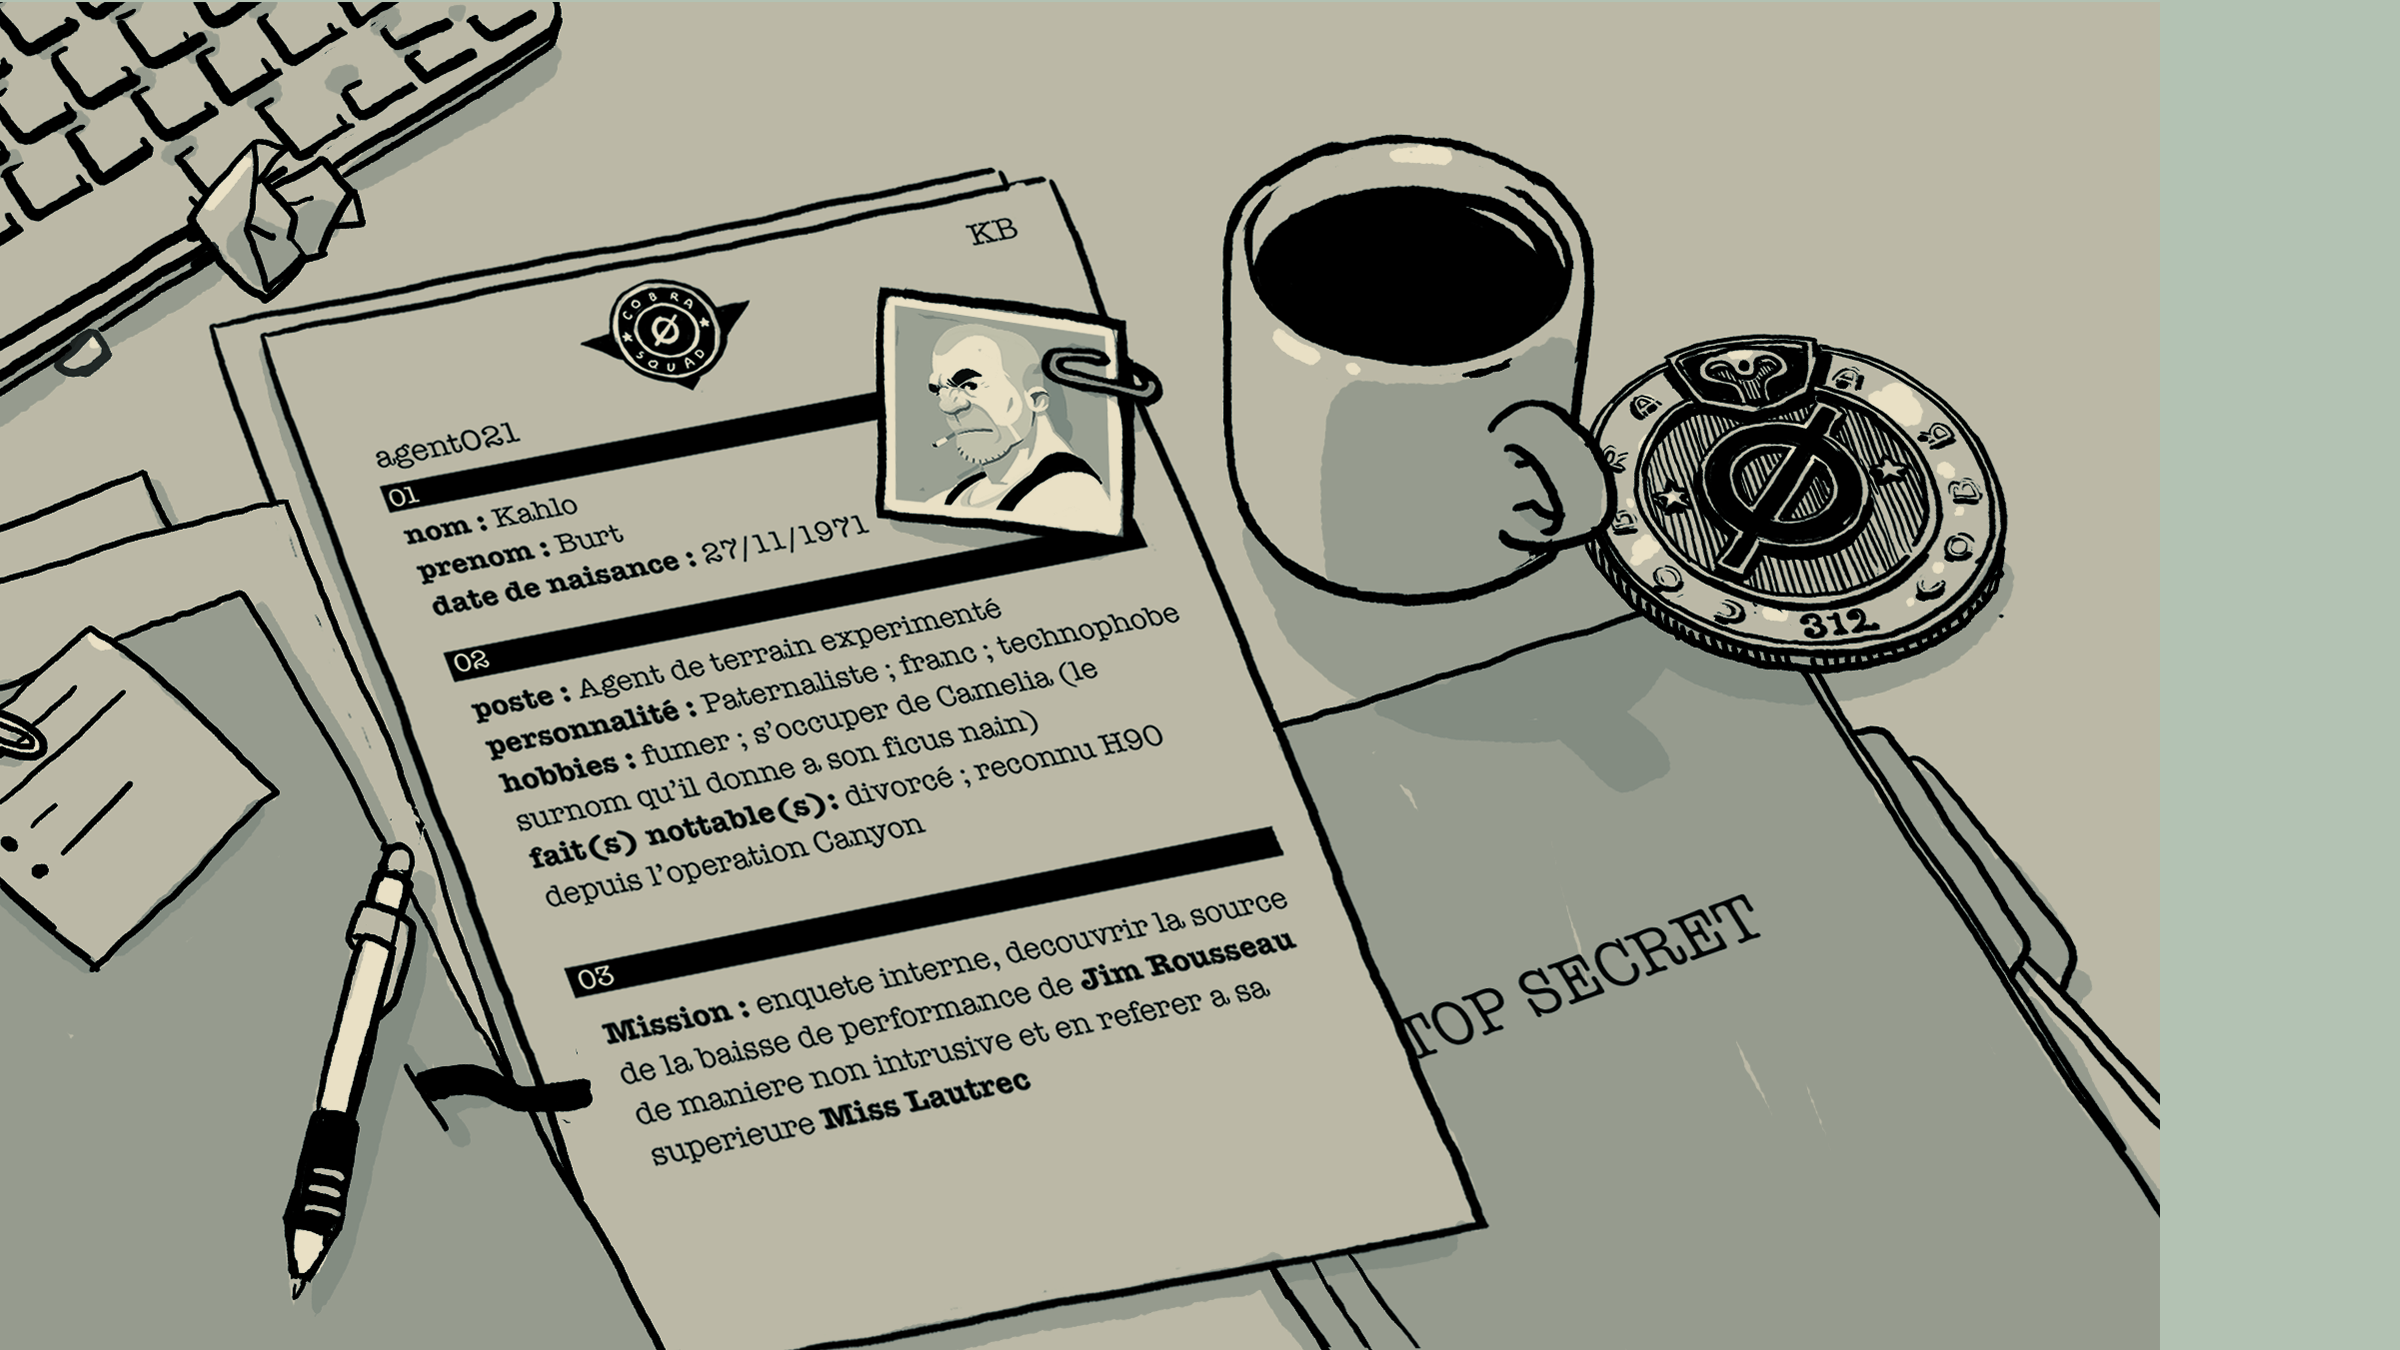 KB
COBRA
SQUAD
agent021
01
nom : Kahlo
prenom : Burt
date de naisance : 27/11/1971
02
poste : Agent de terrain experimenté
personnalité : Paternaliste ; franc ; technophobe
hobbies : fumer ; s'occuper de Camelia (le
surnom qu'il donne a son ficus nain)
fait(s) nottable(s): divorcé ; reconnu H90
depuis l'operation Canyon
03
Mission : enquete interne, decouvrir la source
de la baisse de performance de Jim Rousseau
de maniere non intrusive et en referer a sa
superieure Miss Lautrec
312
TOP SECRET